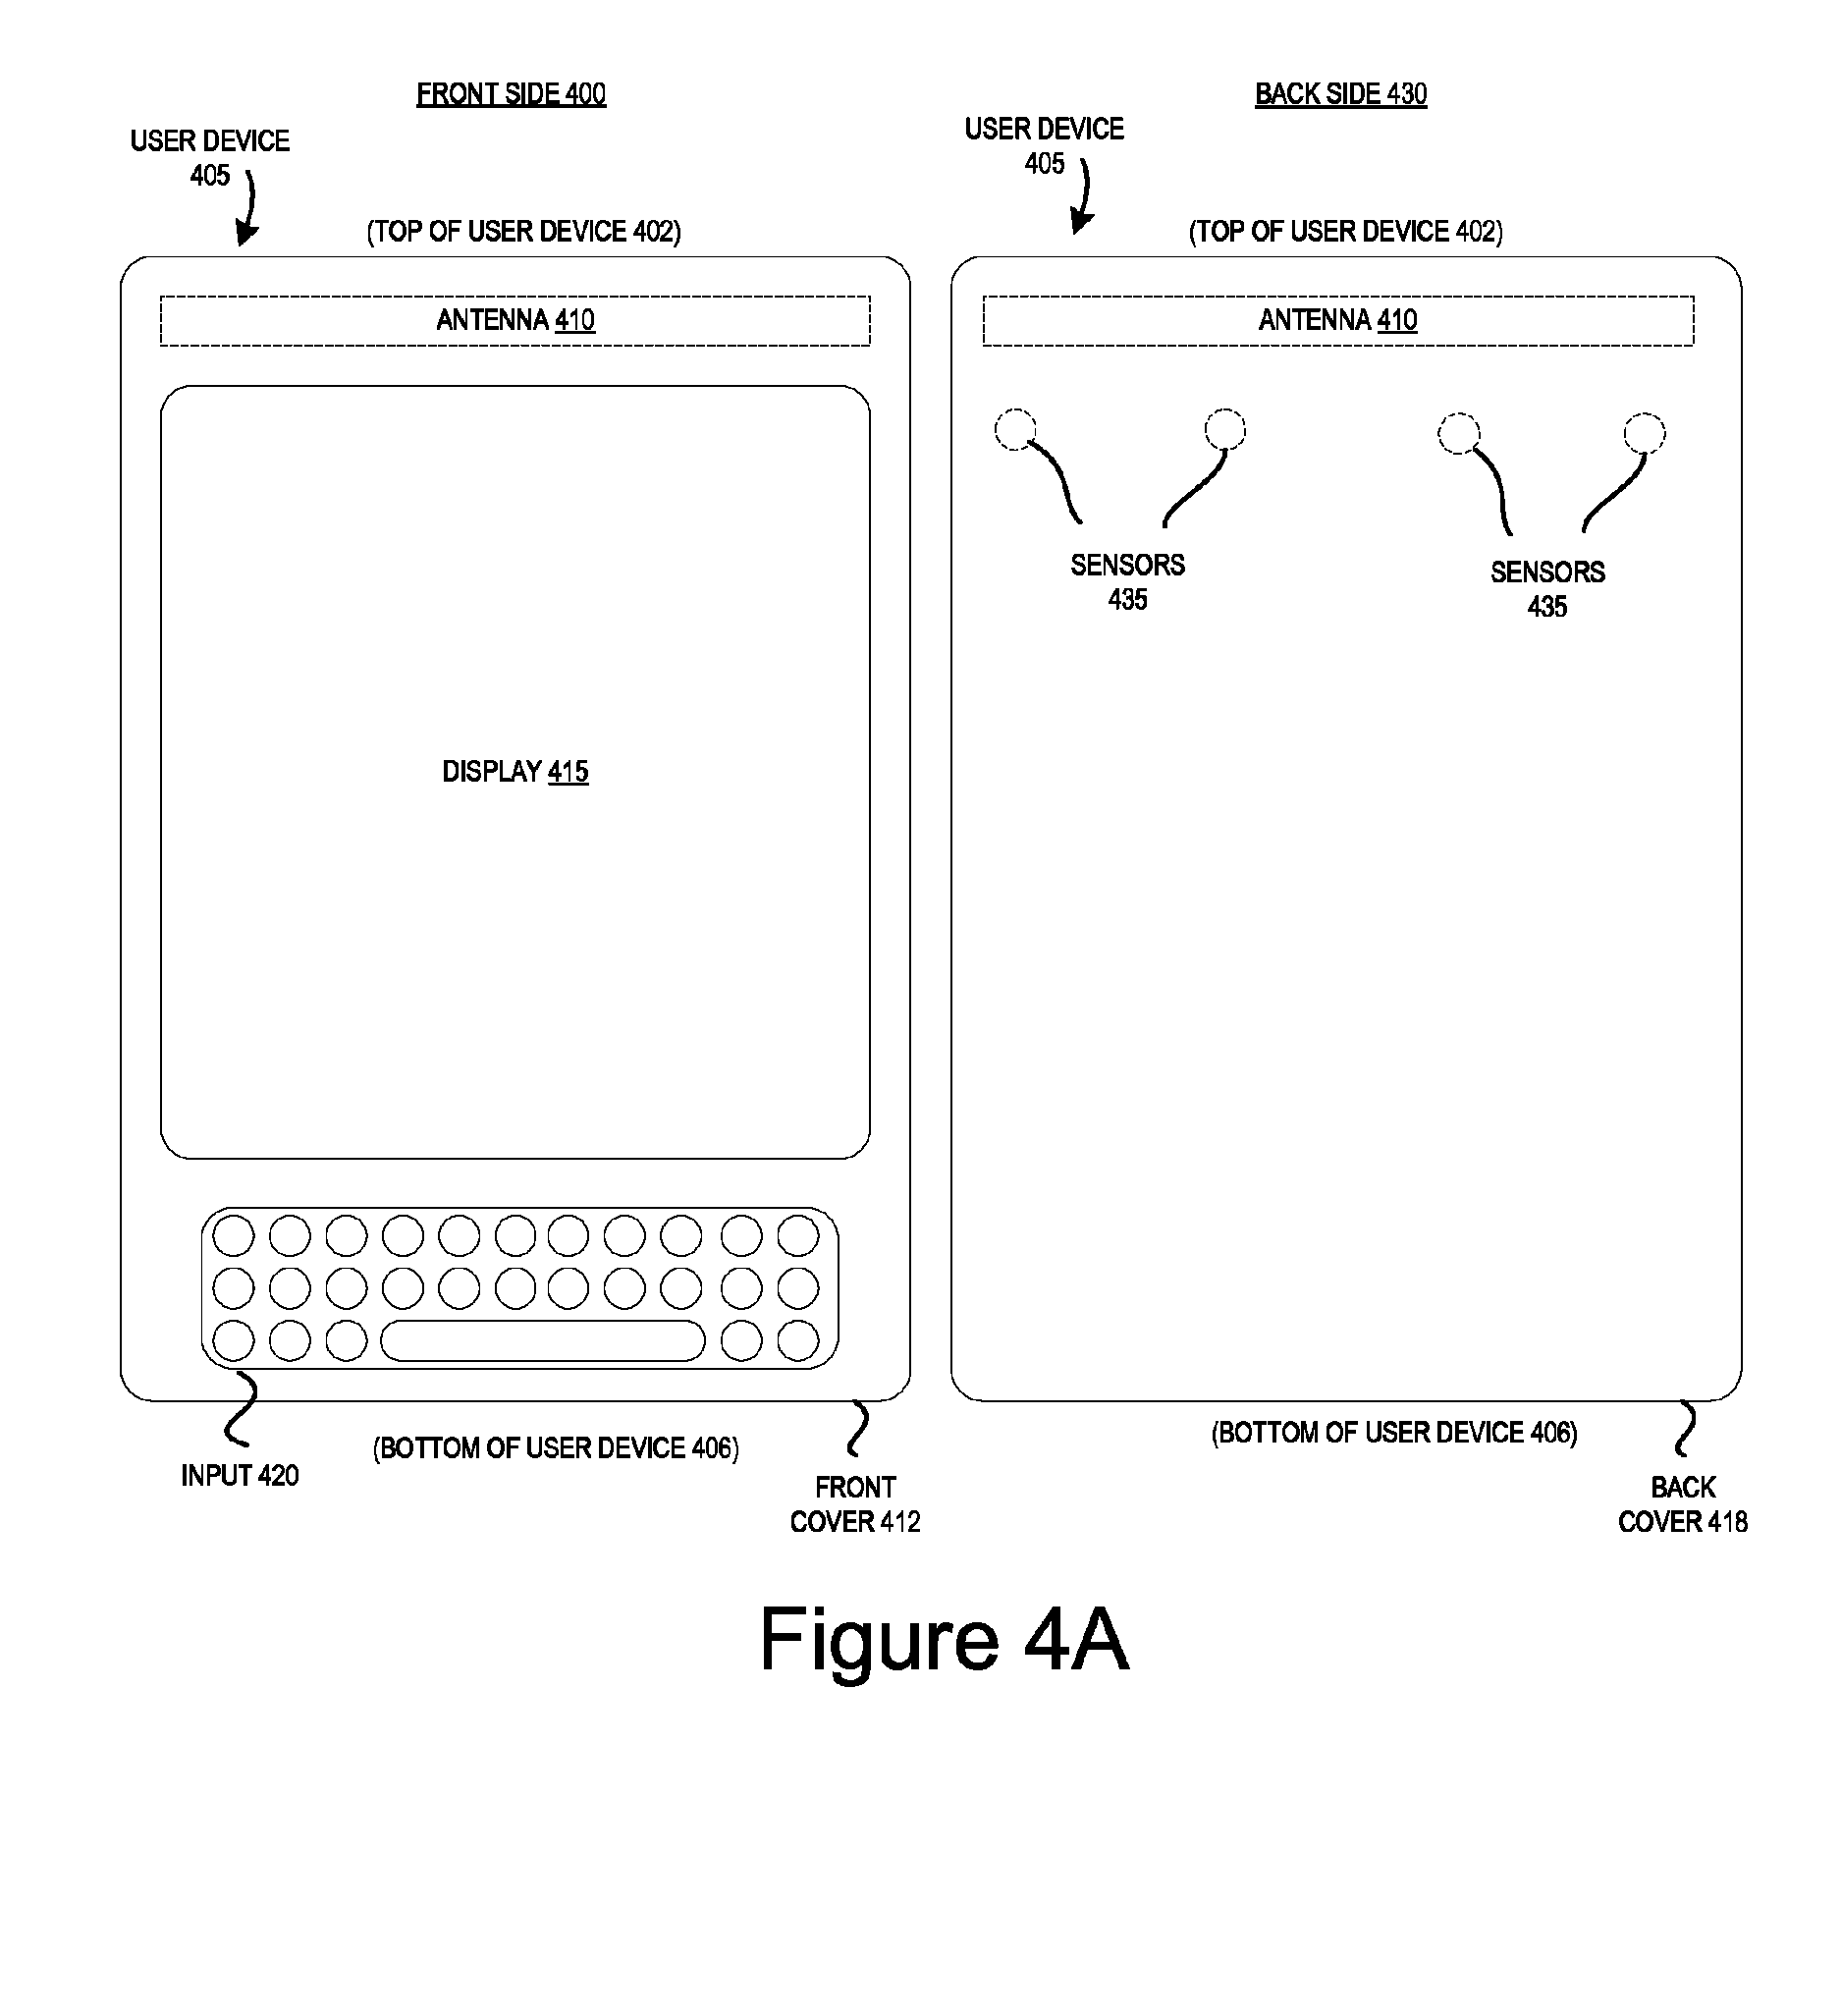 FRONT SIDE 400
USER DEVICE
405
(TOP OF USER DEVICE 402)
ANTENNA 410
DISPLAY 415
INPUT 420
(BOTTOM OF USER DEVICE 406)
FRONT
COVER 412
BACK SIDE 430
USER DEVICE
405
(TOP OF USER DEVICE 402)
ANTENNA 410
SENSORS
435
SENSORS
435
(BOTTOM OF USER DEVICE 406)
BACK
COVER 418
Figure 4A